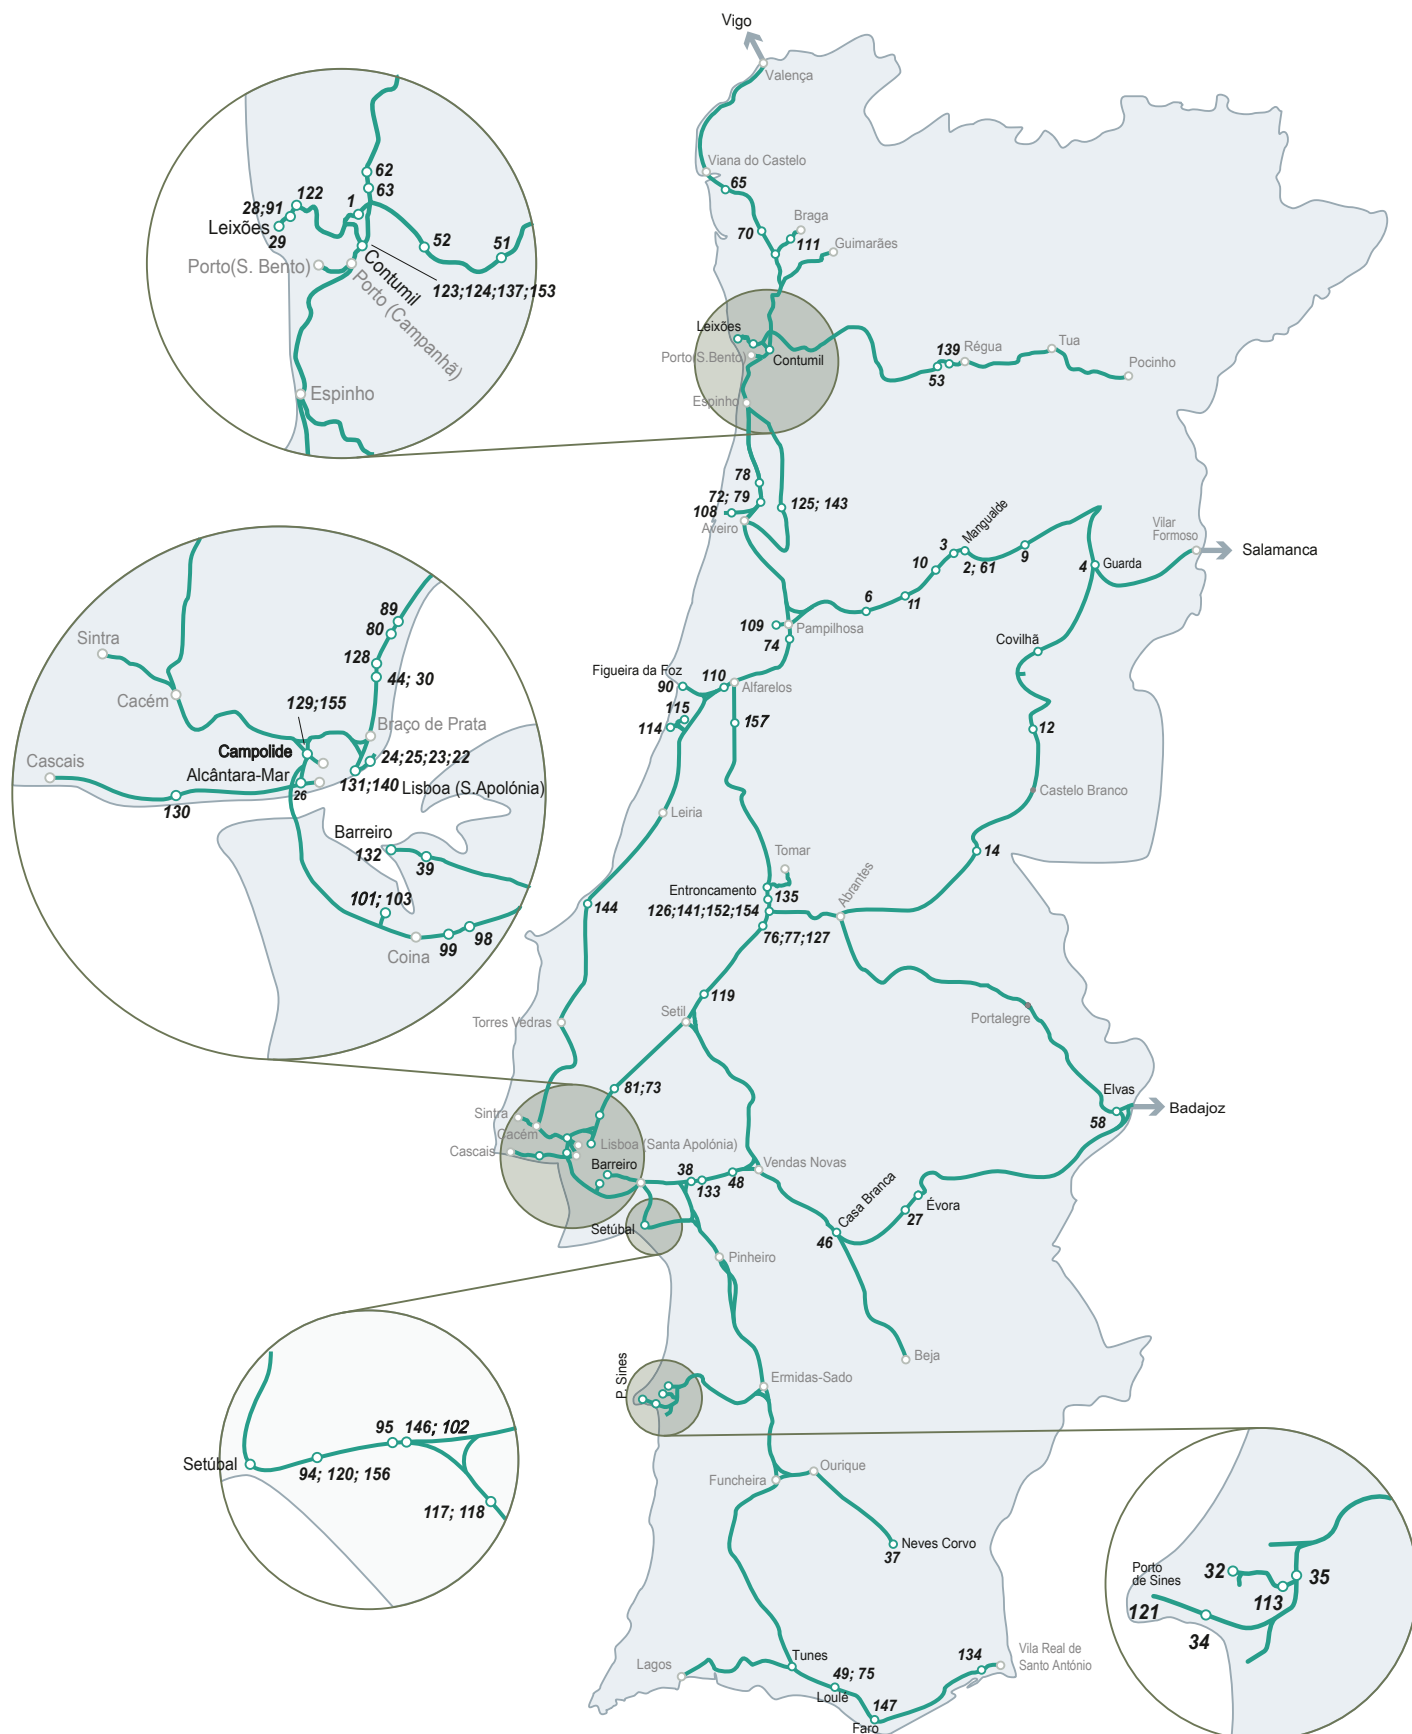 Vigo
Valença
Viana do Castelo
65
70
Braga
111
Guimarães
62
63
122
1
28;91
Leixões
29
52
51
Porto(S. Bento)
Contumil
123;124;137;153
Porto (Campanhã)
Espinho
Leixões
Porto(S.Bento)
Contumil
Espinho
139
Régua
53
Tua
Pocinho
78
72; 79
108
Aveiro
125; 143
Mangualde
3
2; 61
10
9
11
6
4
Guarda
Vilar
Formoso
Salamanca
109
Pampilhosa
74
Covilhã
Figueira da Foz
90
110
Alfarelos
115
114
157
12
Castelo Branco
14
Leiria
Tomar
Entroncamento
135
126;141;152;154
76;77;127
Abrantes
144
119
Setil
Torres Vedras
Portalegre
Elvas
58
Badajoz
89
80
128
44; 30
Sintra
Cacém
129;155
Braço de Prata
Campolide
Cascais
Alcântara-Mar
24;25;23;22
131;140
Lisboa (S.Apolónia)
26
130
Barreiro
132
39
101; 103
Coina
99
98
81;73
Sintra
Cacém
Cascais
Lisboa (Santa Apolónia)
Barreiro
38
133
48
Vendas Novas
Setúbal
Casa Branca
46
27
Évora
Pinheiro
Beja
P. Sines
Ermidas-Sado
Ourique
Funcheira
Neves Corvo
37
95
146; 102
Setúbal
94; 120; 156
117; 118
Porto
de Sines
121
32
113
35
34
Lagos
Tunes
49; 75
Loulé
147
Faro
134
Vila Real de
Santo António